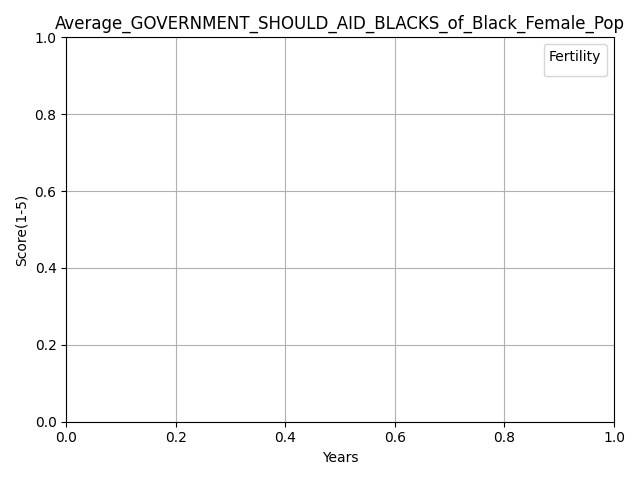 Average_GOVERNMENT_SHOULD_AID_BLACKS_of_Black_Female_Pop
Fertility
1.0
0.8
0.6
0.4
0.2
0.0
Score(1-5)
0.0 0.2 0.4 0.6 0.8 1.0
Years